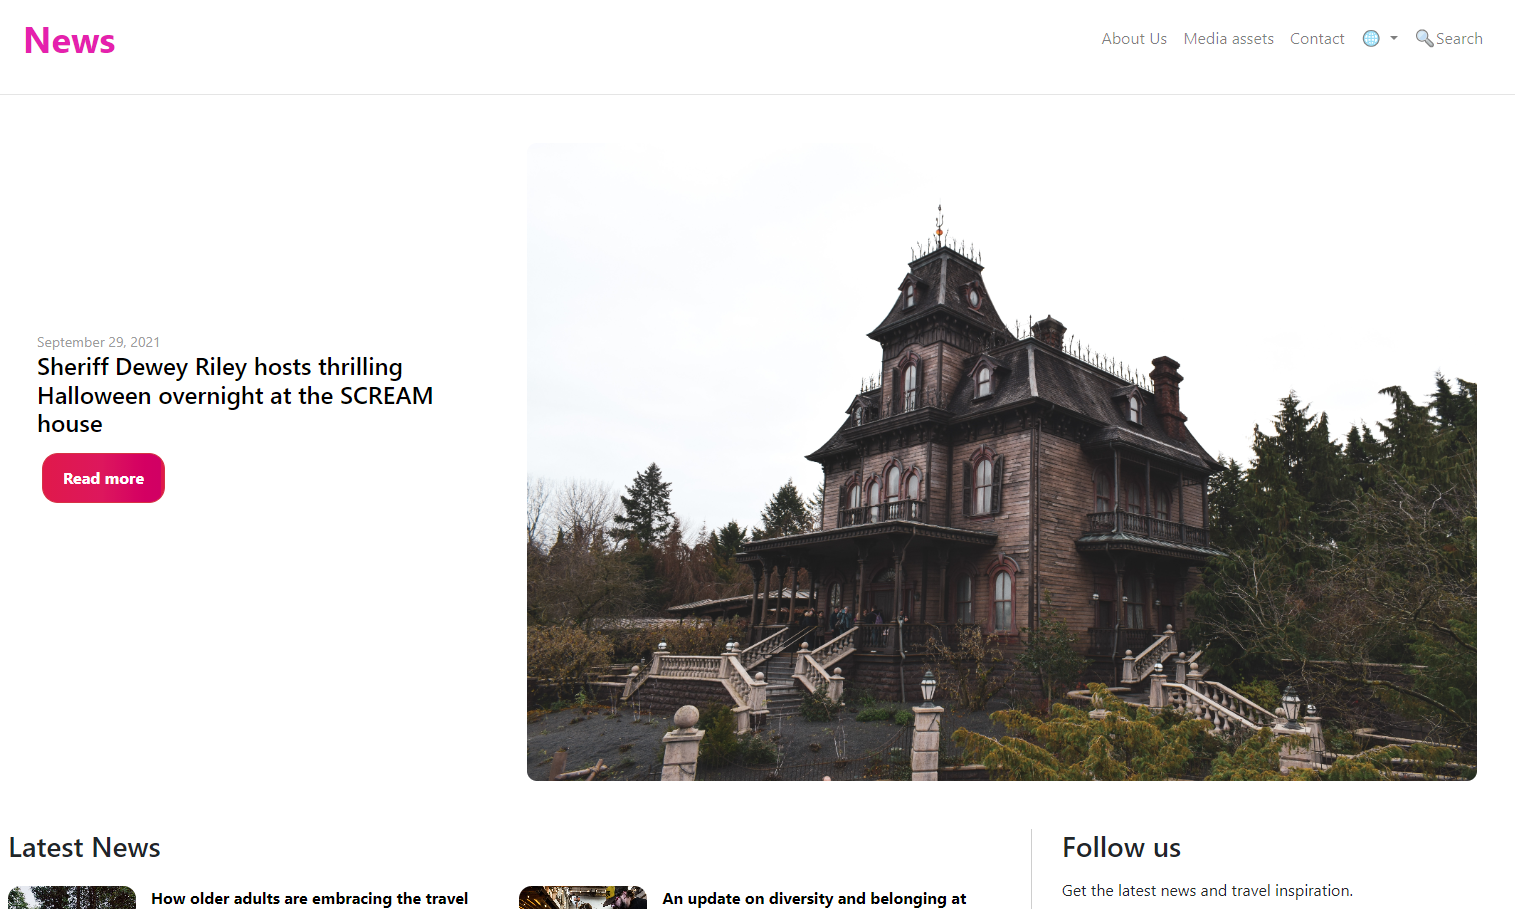 News
About Us Media assets Contact Search
September 29, 2021
Sheriff Dewey Riley hosts thrilling
Halloween overnight at the SCREAM
house
Read more
Latest News
Follow us
How older adults are embracing the travel
An update on diversity and belonging at
Get the latest news and travel inspiration.